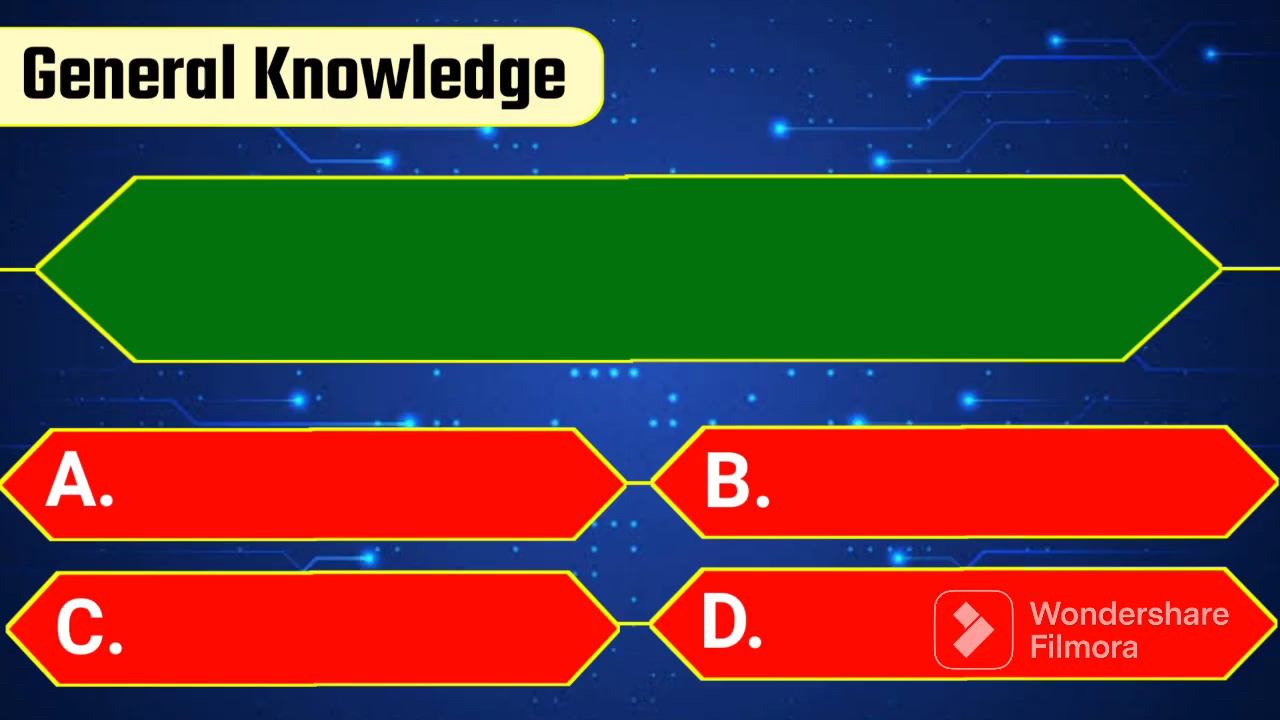 General Knowledge
A.
B.
C.
D.
Wondershare
Filmora